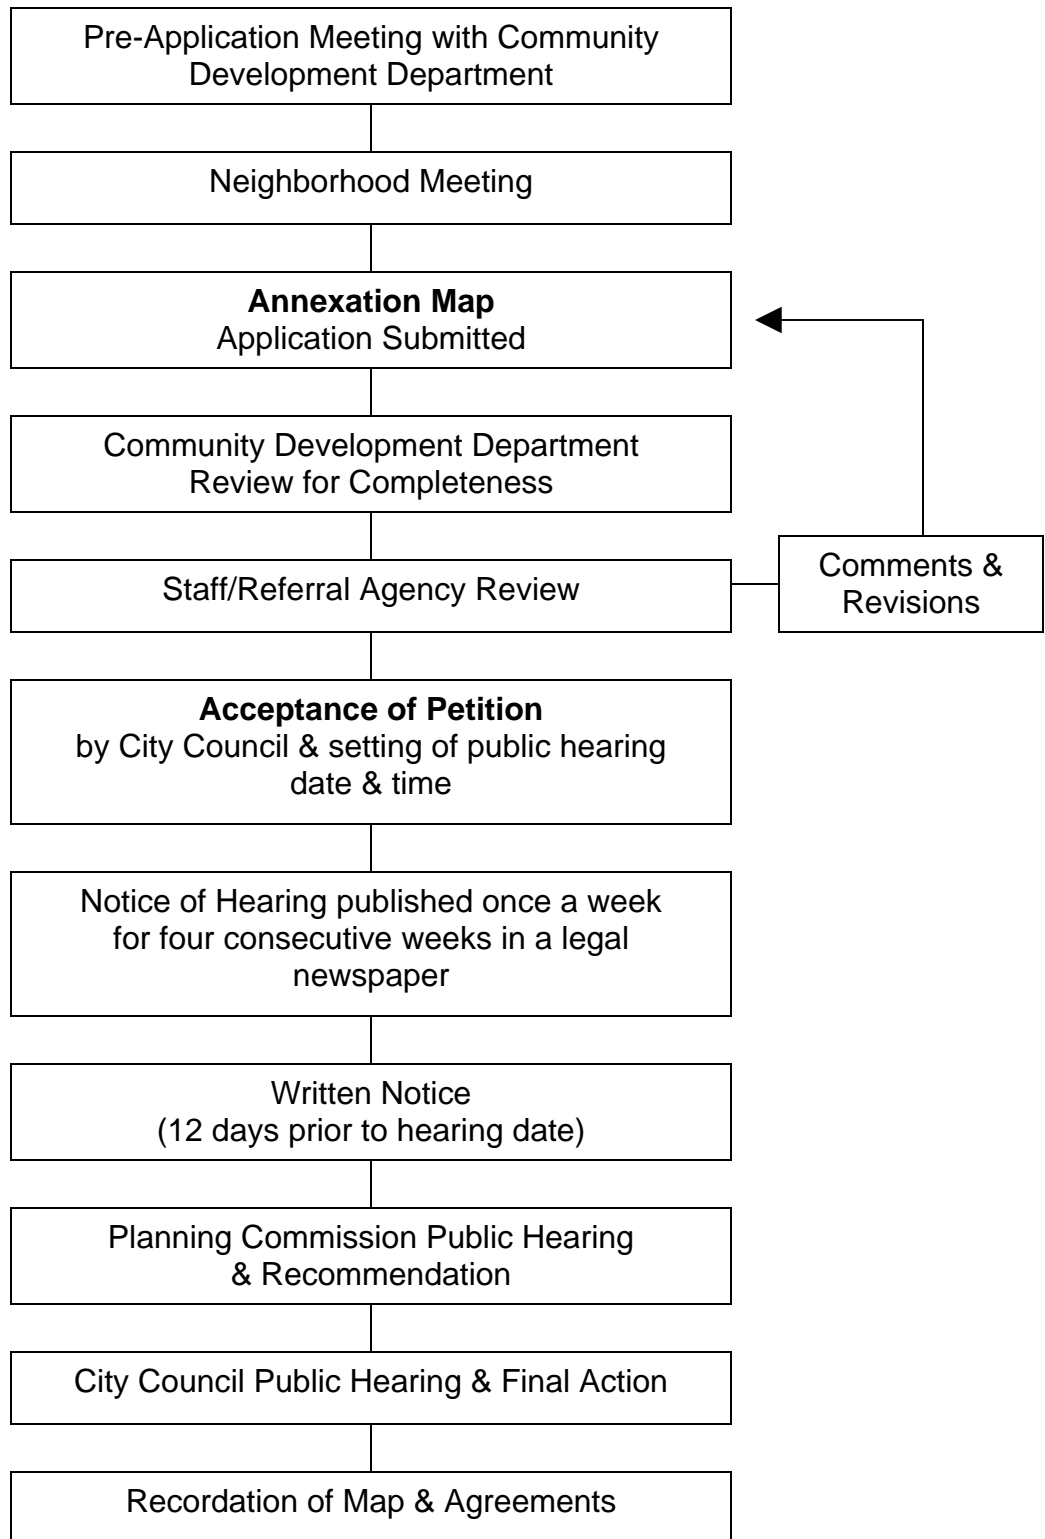 Pre-Application Meeting with Community
Development Department
Neighborhood Meeting
Annexation Map
Application Submitted
Community Development Department
Review for Completeness
Staff/Referral Agency Review
Comments &
Revisions
Acceptance of Petition
by City Council & setting of public hearing
date & time
Notice of Hearing published once a week
for four consecutive weeks in a legal
newspaper
Written Notice
(12 days prior to hearing date)
Planning Commission Public Hearing
& Recommendation
City Council Public Hearing & Final Action
Recordation of Map & Agreements